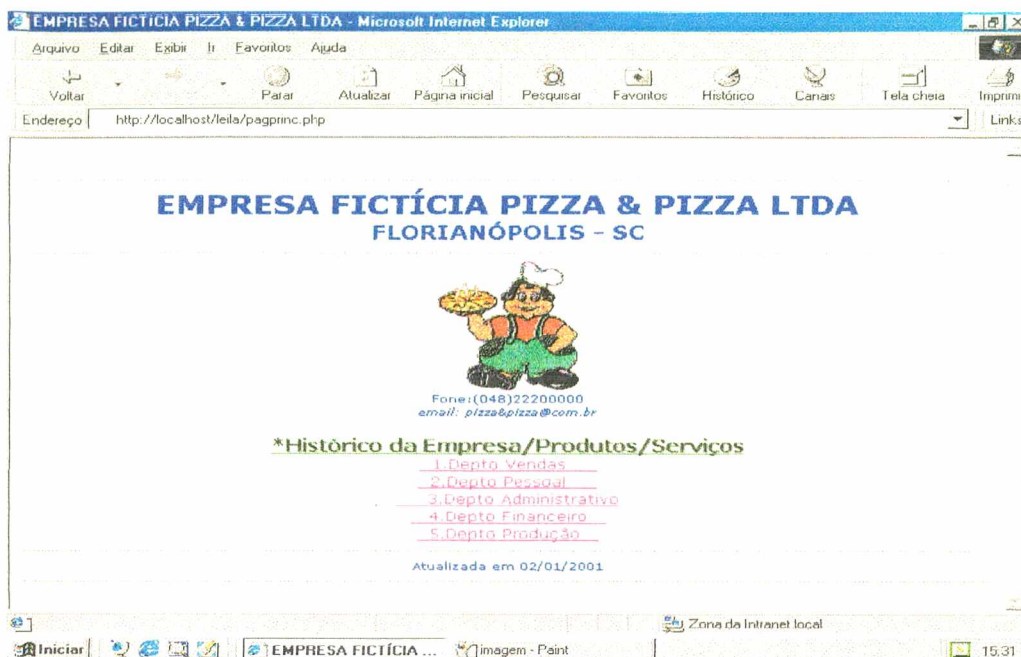 EMPRESA FICTÍCIA PIZZA & PIZZA LTDA - Microsoft Internet Explorer
Arquivo Editar Exibir Ir Favoritos Ajuda
Voltar Parar Atualizar Página inicial Pesquisar Favoritos Histórico Canais Tela cheia Imprimi
Endereço http://localhost/leila/pagprinc.php Links
EMPRESA FICTÍCIA PIZZA & PIZZA LTDA
FLORIANÓPOLIS - SC
Fone:(048)22200000
email: pizza&pizza@com.br
*Histórico da Empresa/Produtos/Serviços
1.Depto Vendas
2.Depto Pessoal
3.Depto Administrativo
4.Depto Financeiro
5.Depto Produção
Atualizada em 02/01/2001
Zona da Intranet local
Iniciar EMPRESA FICTÍCIA ... imagem - Paint 15:31